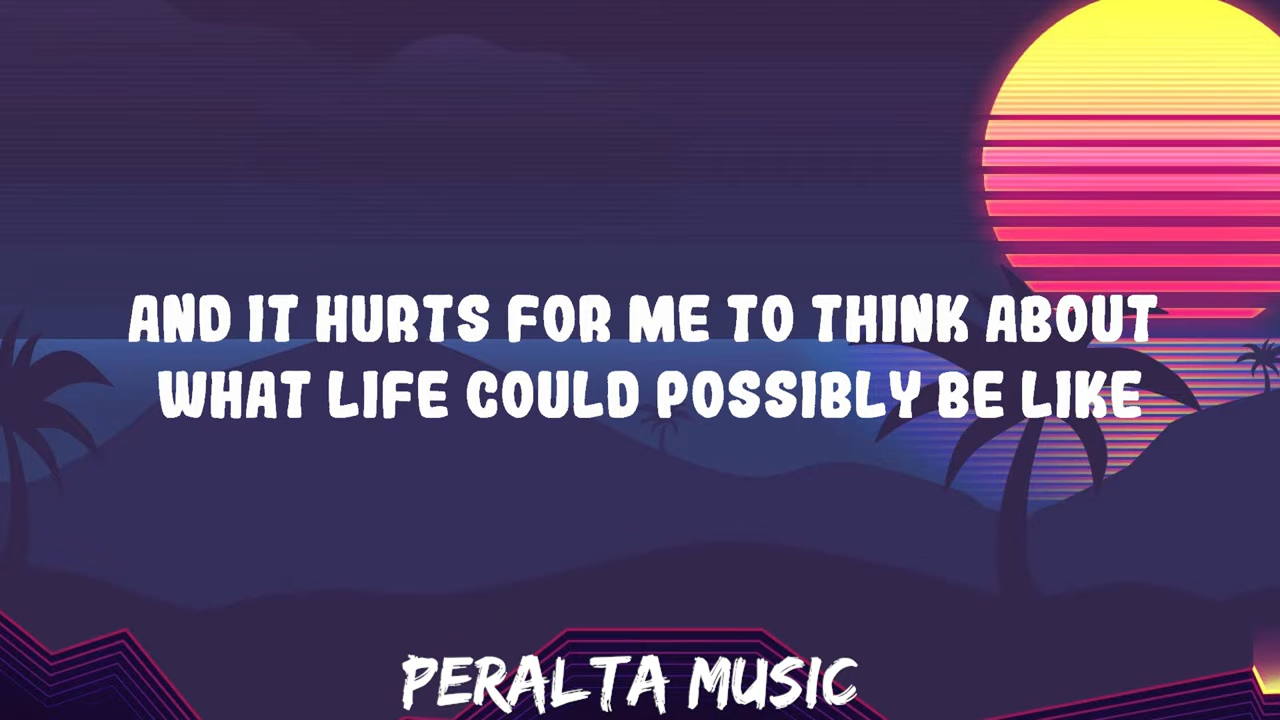 AND IT HURTS FOR ME TO THINK ABOUT
WHAT LIFE COULD POSSIBLY BE LIKE
PERALTA MUSIC